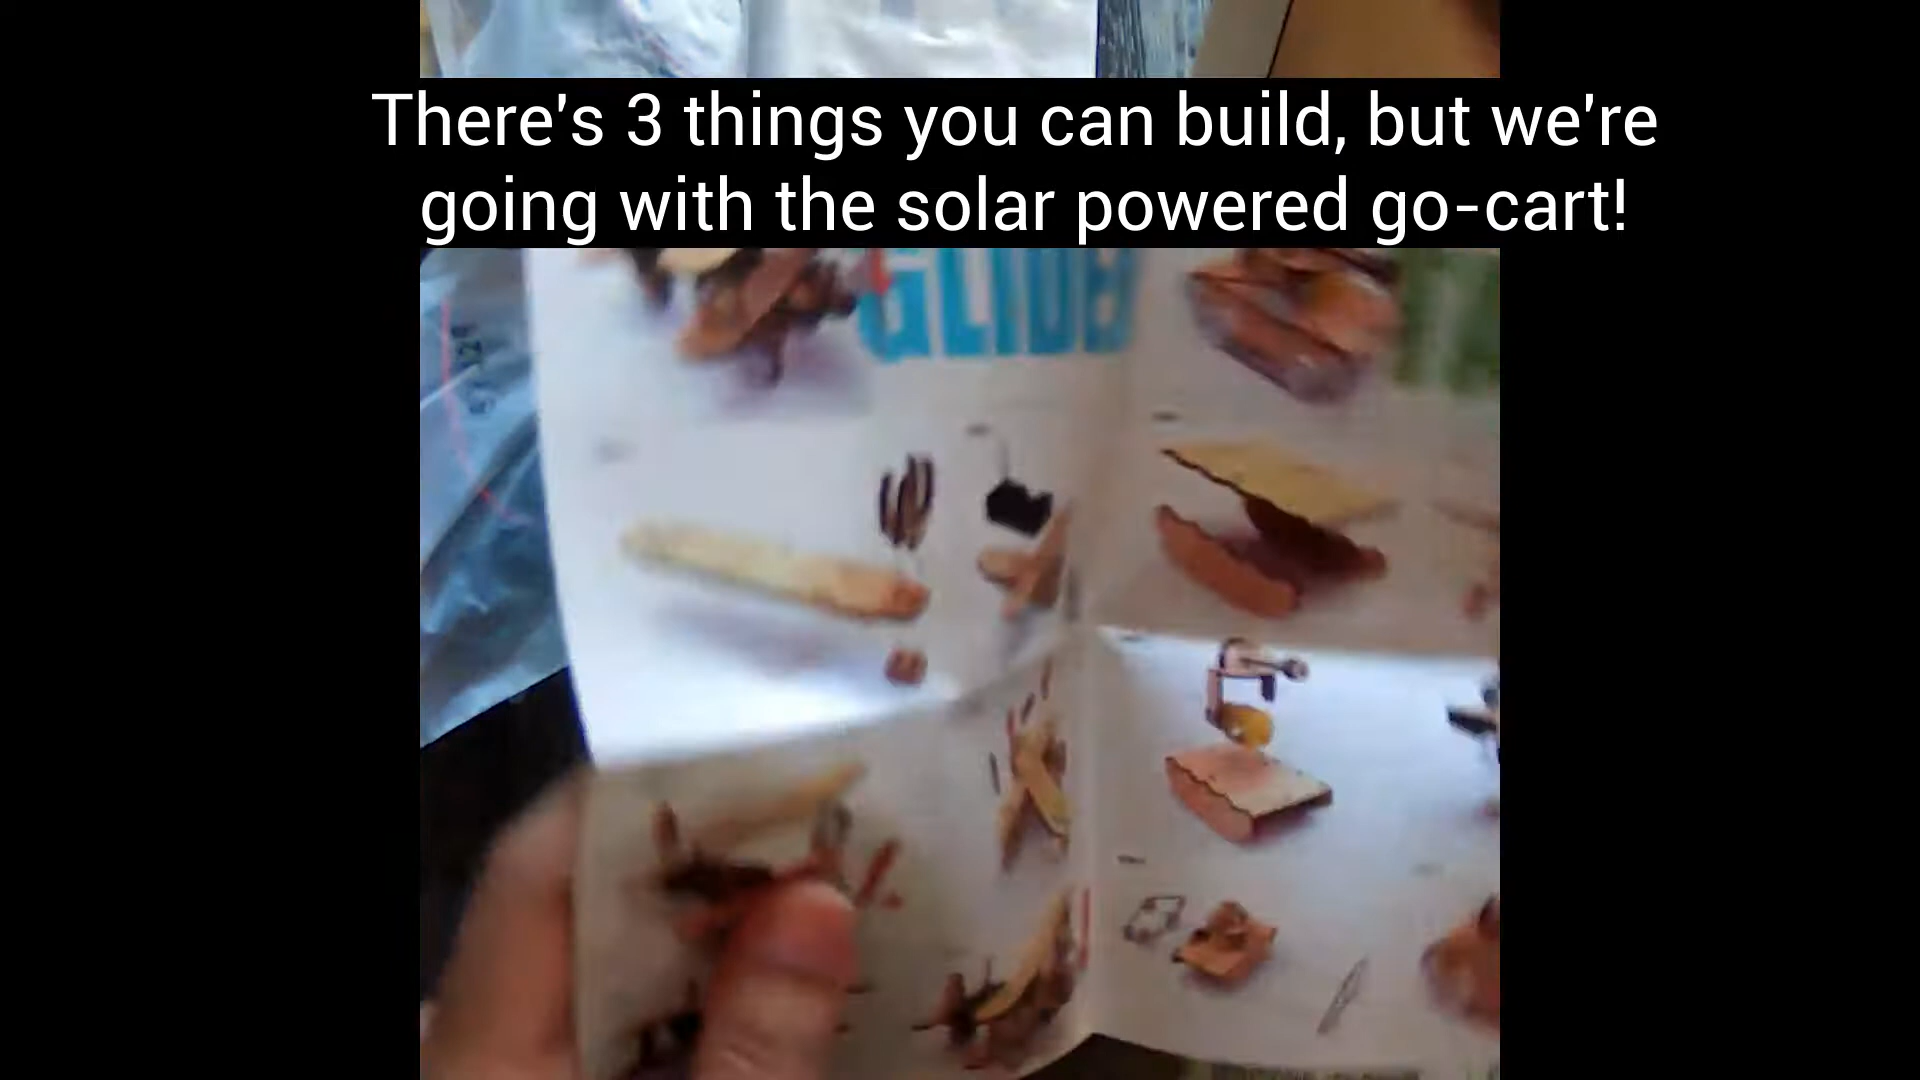 There's 3 things you can build, but we're
going with the solar powered go-cart!